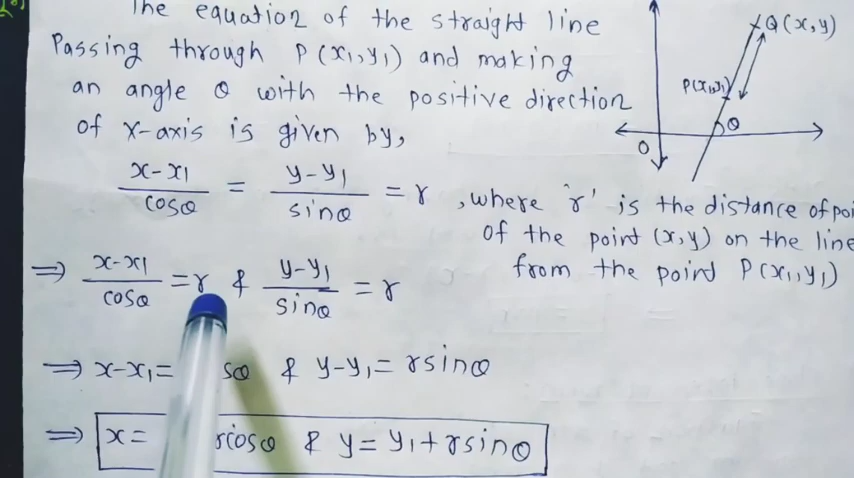 The equation of the straight line
Passing through P(x₁,y₁) and making
an angle θ with the positive direction
of x-axis is given by,
x-x₁/cosθ = y-y₁/sinθ = r, where 'r' is the distance of poi
of the point (x,y) on the line
from the point P(x₁,y₁)
⇒ x-x₁/cosθ = r & y-y₁/sinθ = r
⇒ x-x₁= sθ & y-y₁= rsinθ
⇒ x= rcosθ & y= y₁+rsinθ
Q(x,y)
P(x₁,y₁)
θ
O